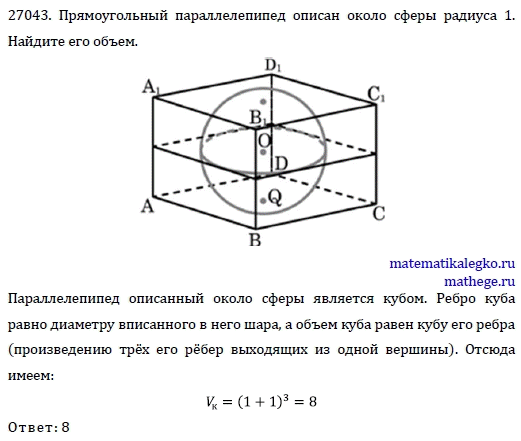 27043. Прямоугольный параллелепипед описан около сферы радиуса 1.
Найдите его объем.
D₁
A₁
C₁
B₁
O
D
A
Q
C
B
matematikalegko.ru
mathege.ru
Параллелепипед описанный около сферы является кубом. Ребро куба
равно диаметру вписанного в него шара, а объем куба равен кубу его ребра
(произведению трёх его рёбер выходящих из одной вершины). Отсюда
имеем:
Vₖ = (1 + 1)³ = 8
Ответ: 8